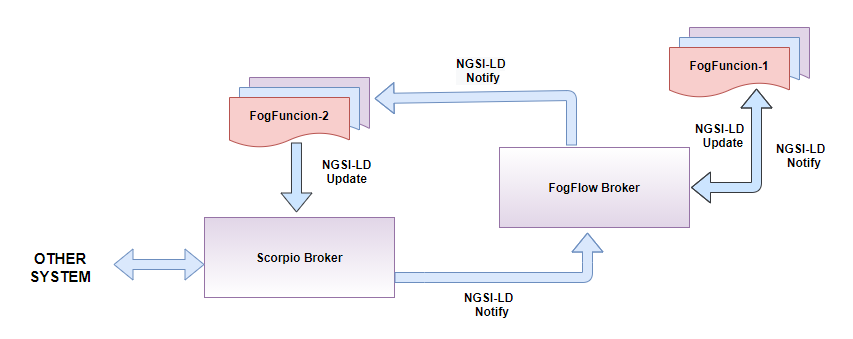 NGSI-LD
Notify
FogFuncion-1
FogFuncion-2
NGSI-LD
Update
NGSI-LD
Notify
NGSI-LD
Update
FogFlow Broker
Scorpio Broker
OTHER
SYSTEM
NGSI-LD
Notify